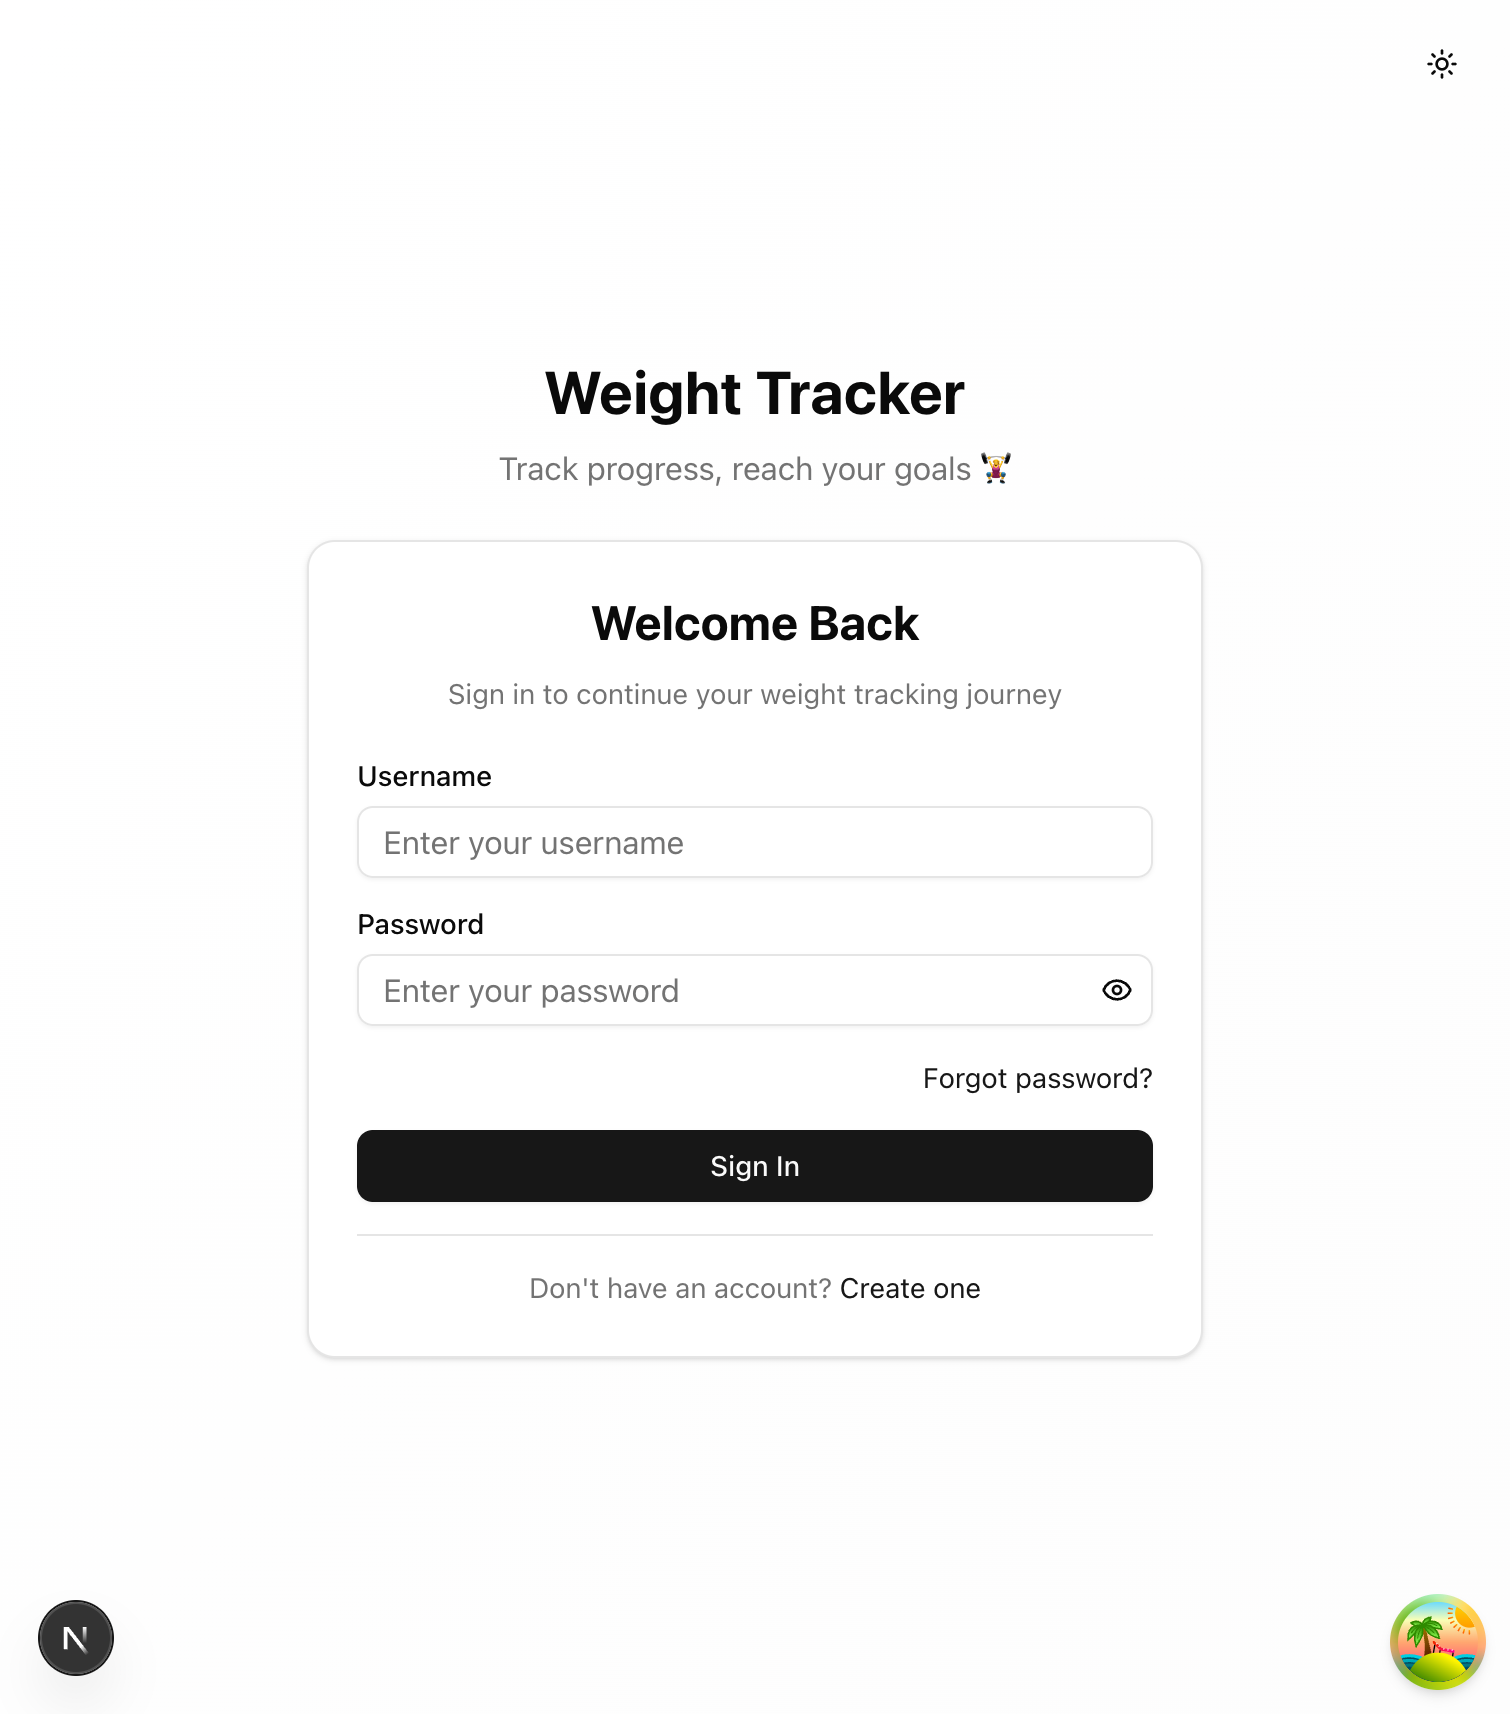 Weight Tracker
Track progress, reach your goals 🏋️‍♀️
Welcome Back
Sign in to continue your weight tracking journey
Username
Enter your username
Password
Enter your password
Forgot password?
Sign In
Don't have an account? Create one
N